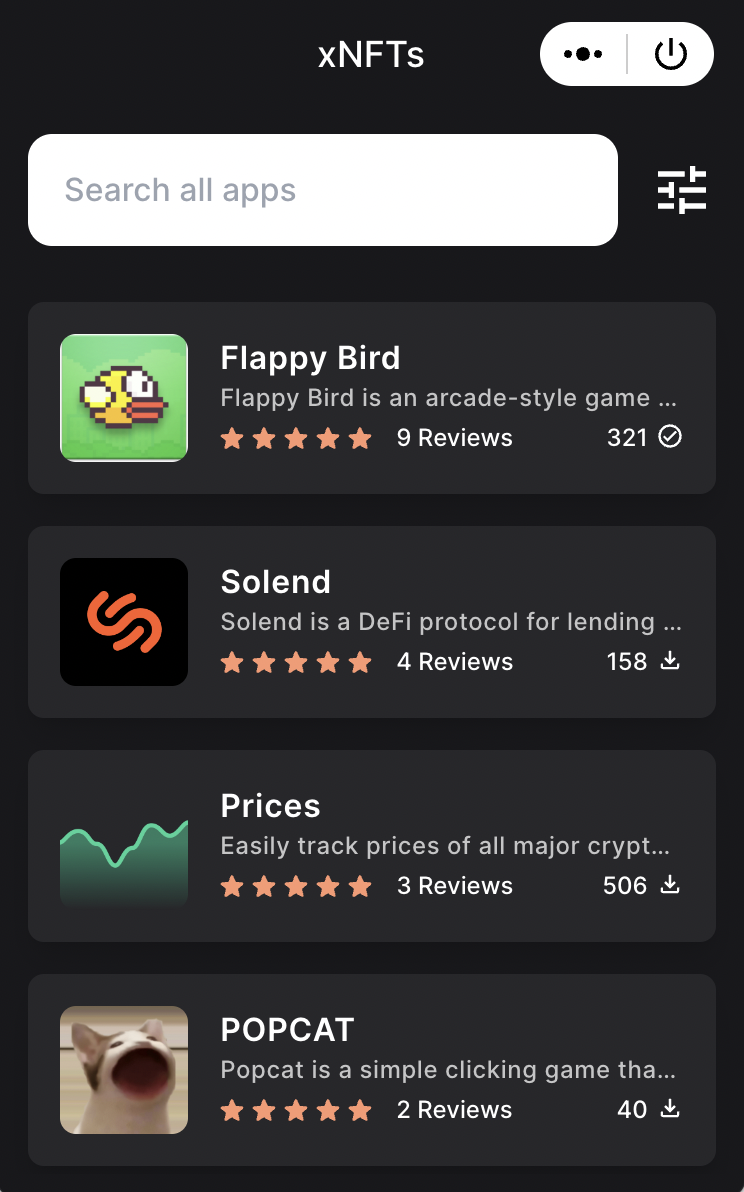 xNFTs
Search all apps
Flappy Bird
Flappy Bird is an arcade-style game ...
9 Reviews 321
Solend
Solend is a DeFi protocol for lending ...
4 Reviews 158
Prices
Easily track prices of all major crypt...
3 Reviews 506
POPCAT
Popcat is a simple clicking game tha...
2 Reviews 40